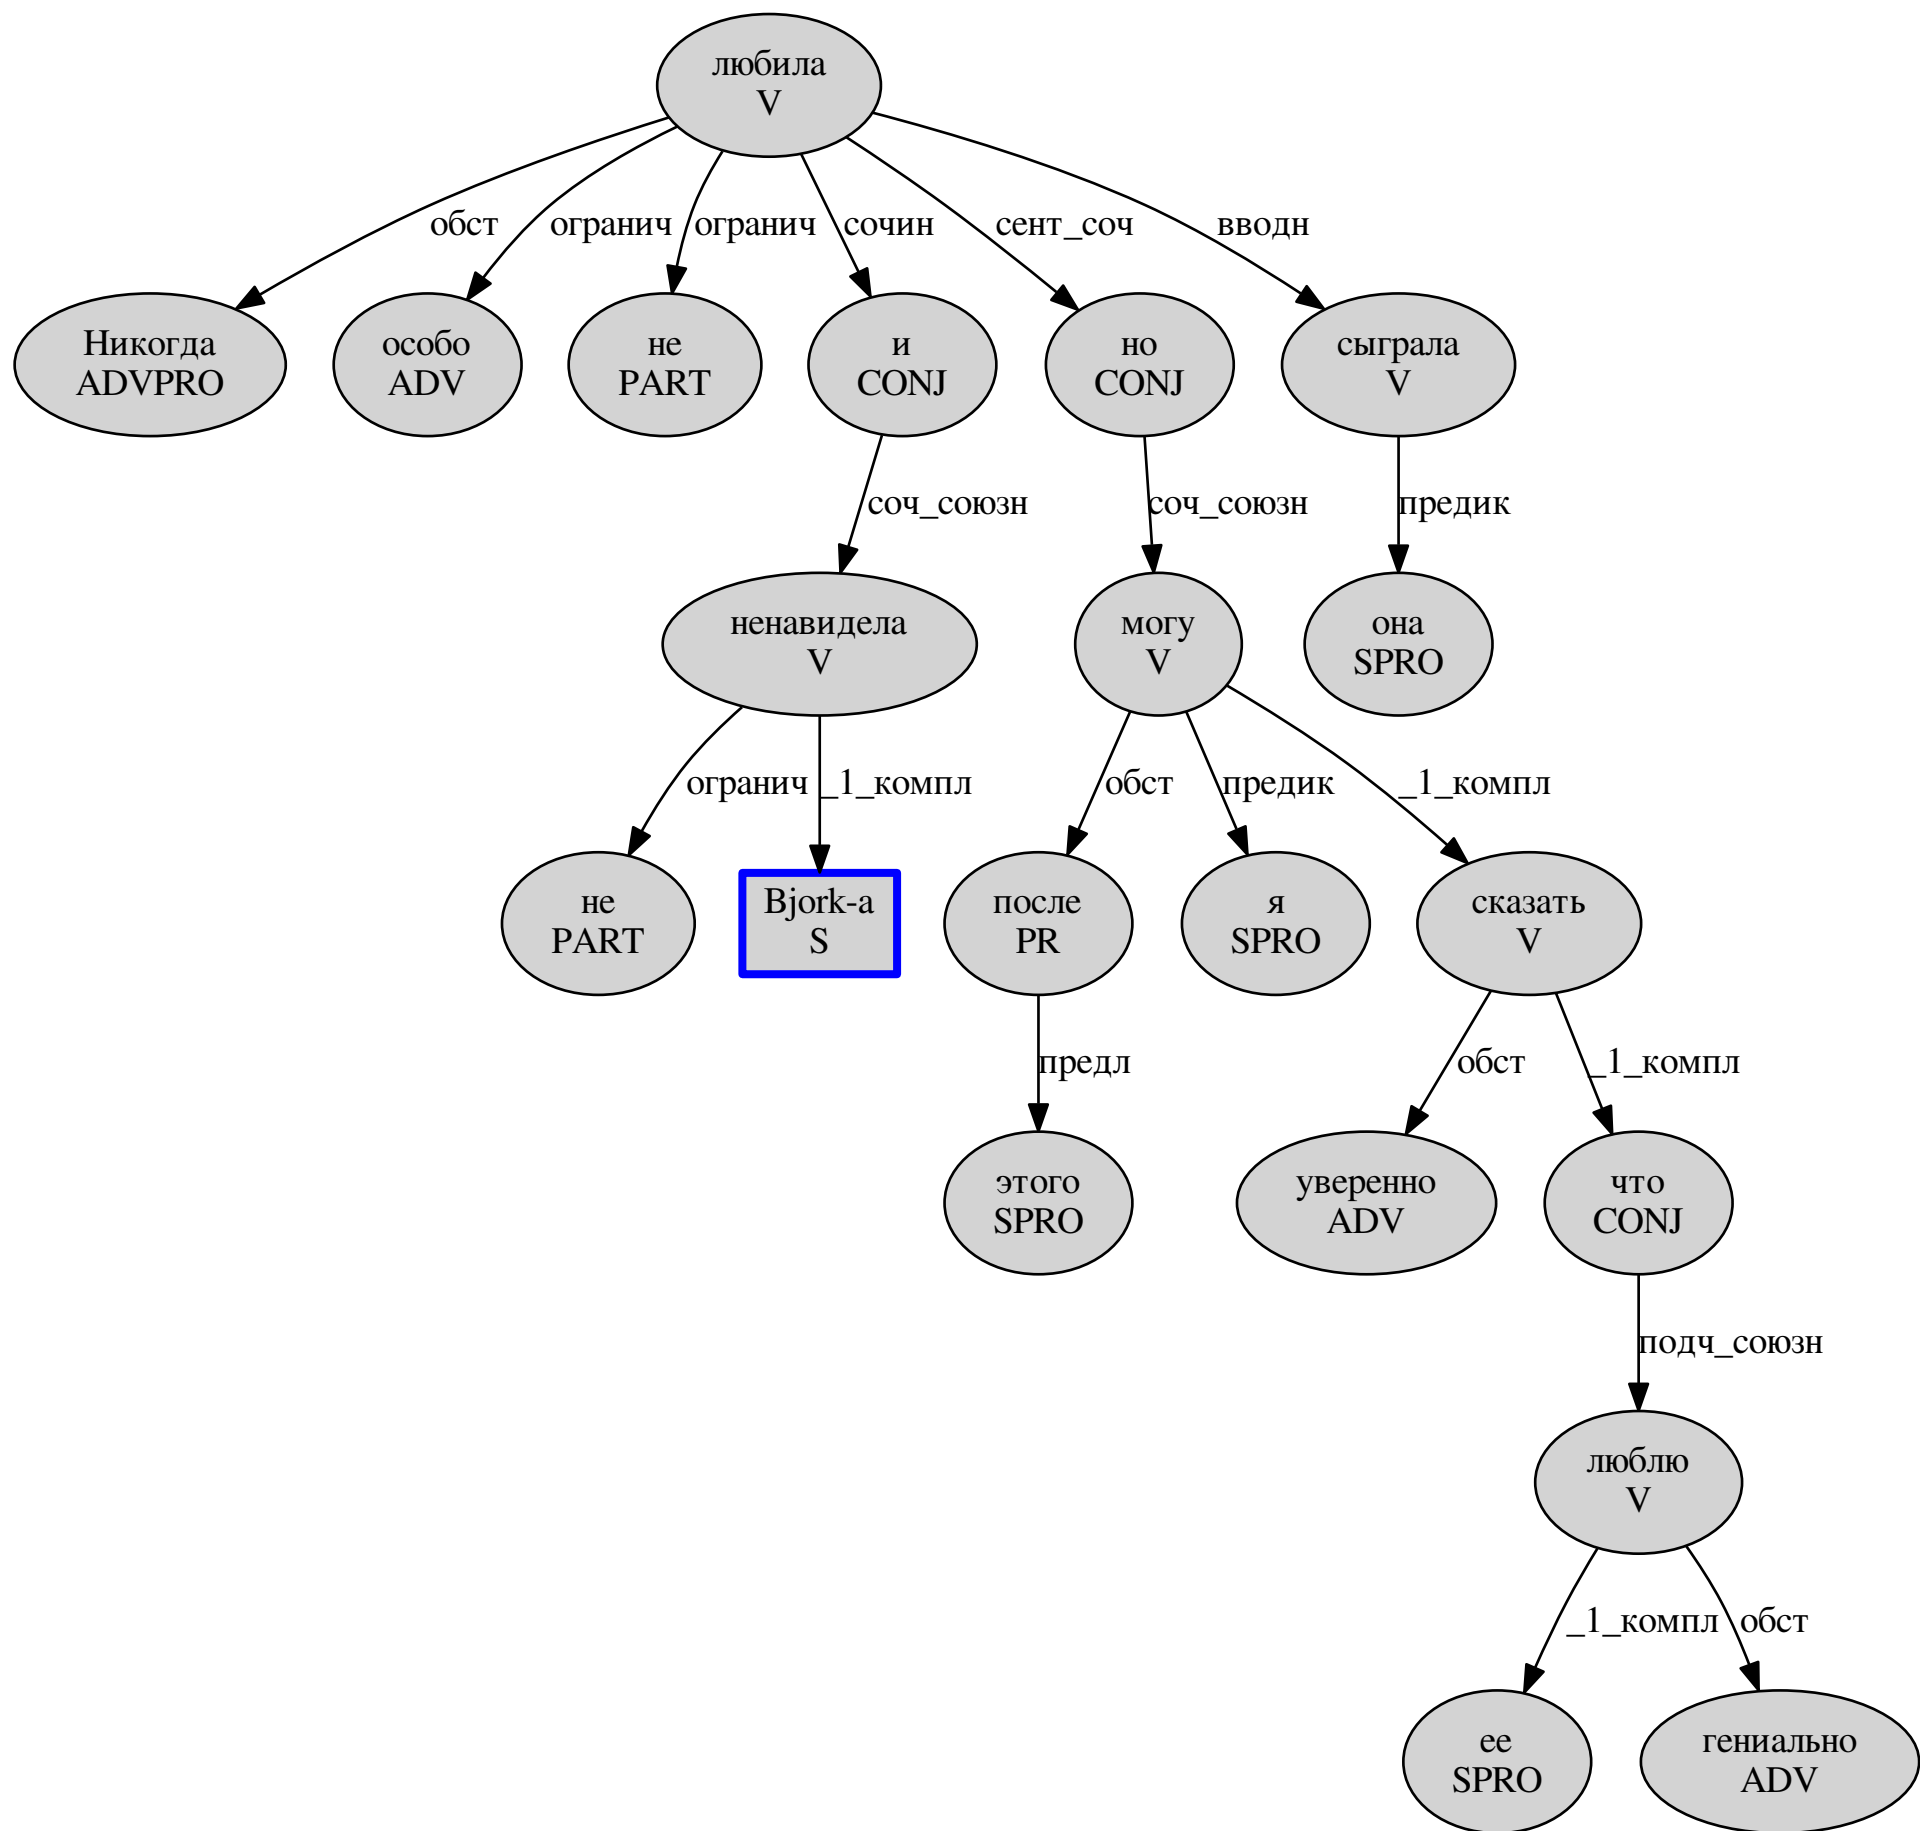 любила
V
обст
огранич
огранич
сочин
сент_соч
вводн
Никогда
ADVPRO
особо
ADV
не
PART
и
CONJ
но
CONJ
сыграла
V
соч_союзн
соч_союзн
предик
ненавидела
V
могу
V
она
SPRO
огранич
_1_компл
обст
предик
_1_компл
не
PART
Bjork-a
S
после
PR
я
SPRO
сказать
V
предл
обст
_1_компл
этого
SPRO
уверенно
ADV
что
CONJ
подч_союзн
люблю
V
_1_компл
обст
ее
SPRO
гениально
ADV